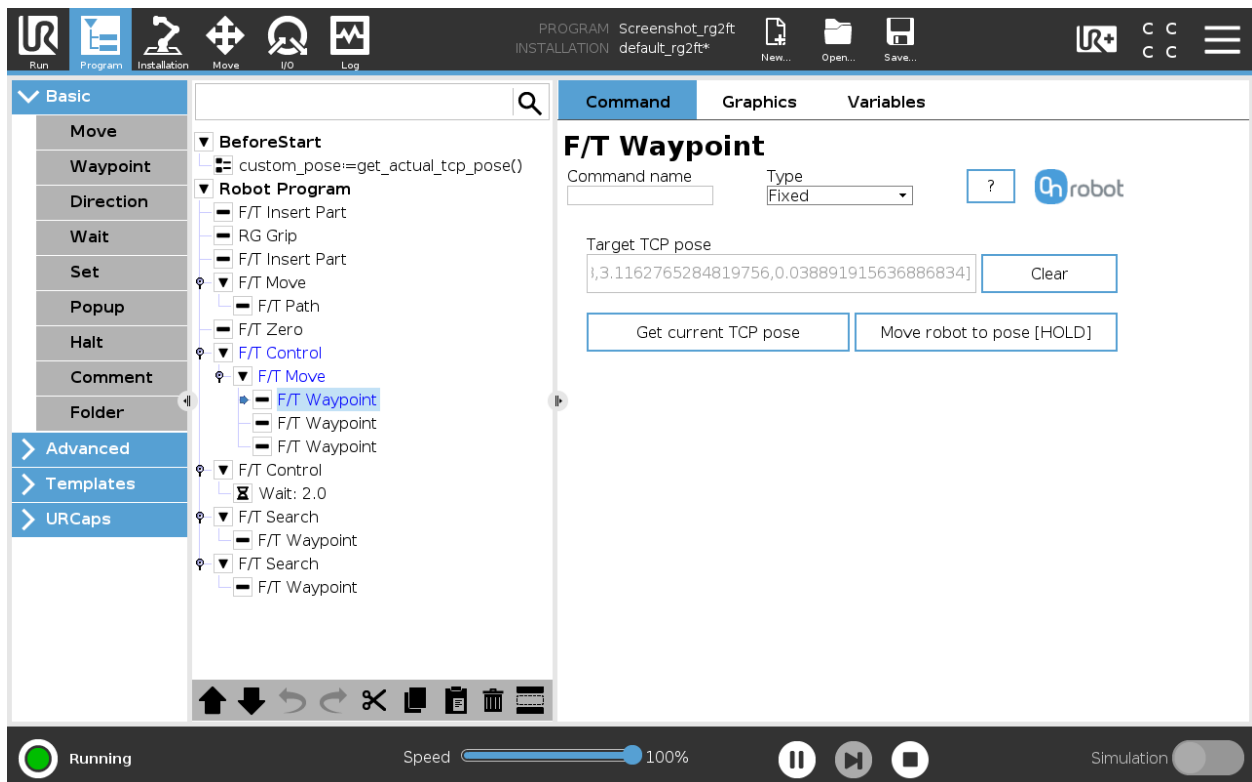 PROGRAM Screenshot_rg2ft
INSTALLATION default_rg2ft*
UR+
C C
C C
Run
Program
Installation
Move
I/O
Log
New...
Open...
Save...
Basic
Move
Waypoint
Direction
Wait
Set
Popup
Halt
Comment
Folder
Advanced
Templates
URCaps
BeforeStart
custom_pose:=get_actual_tcp_pose()
Robot Program
F/T Insert Part
RG Grip
F/T Insert Part
F/T Move
F/T Path
F/T Zero
F/T Control
F/T Move
F/T Waypoint
F/T Waypoint
F/T Waypoint
F/T Control
Wait: 2.0
F/T Search
F/T Waypoint
F/T Search
F/T Waypoint
Command Graphics Variables
F/T Waypoint
Command name Type
Fixed
?
OnRobot
Target TCP pose
,3.1162765284819756,0.038891915636886834]
Clear
Get current TCP pose Move robot to pose [HOLD]
Running
Speed 100%
Simulation